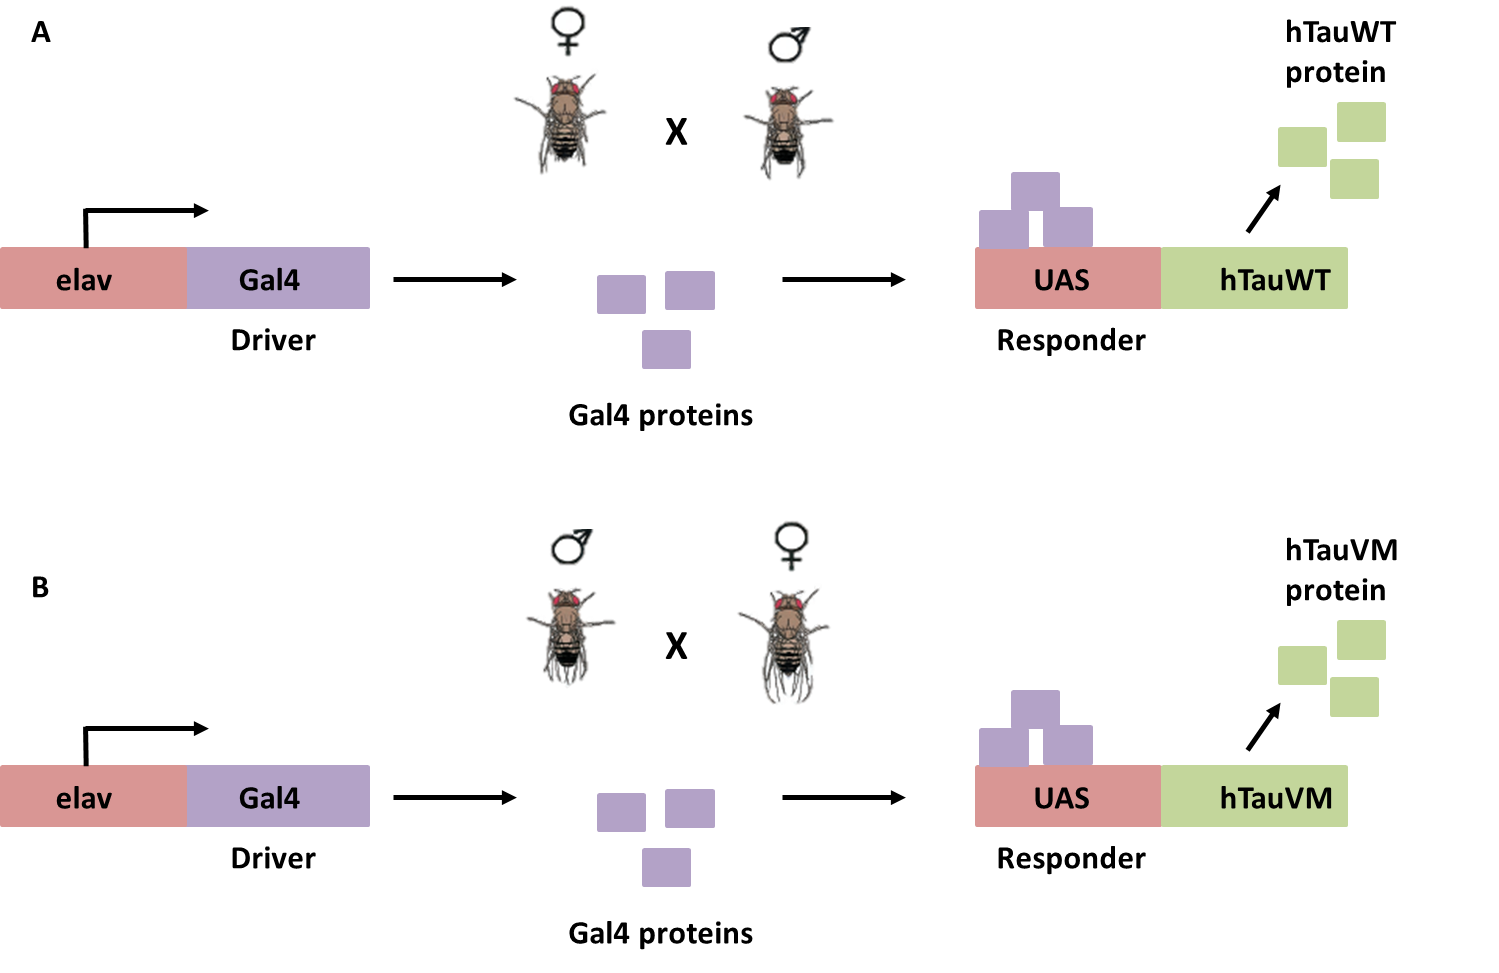 A
hTauWT
protein
X
elav
Gal4
UAS
hTauWT
Driver
Responder
Gal4 proteins
B
hTauVM
protein
X
elav
Gal4
UAS
hTauVM
Driver
Responder
Gal4 proteins